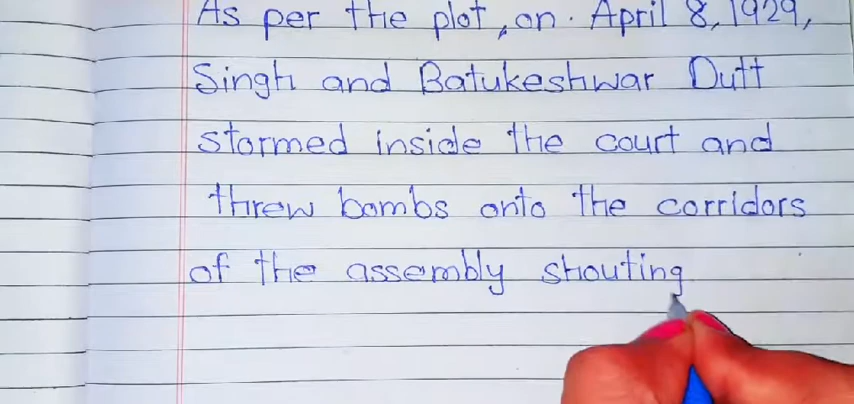 As per the plot, on. April 8, 1929,
Singh and Batukeshwar Dutt
stormed inside the court and
threw bombs onto the corridors
of the assembly shouting